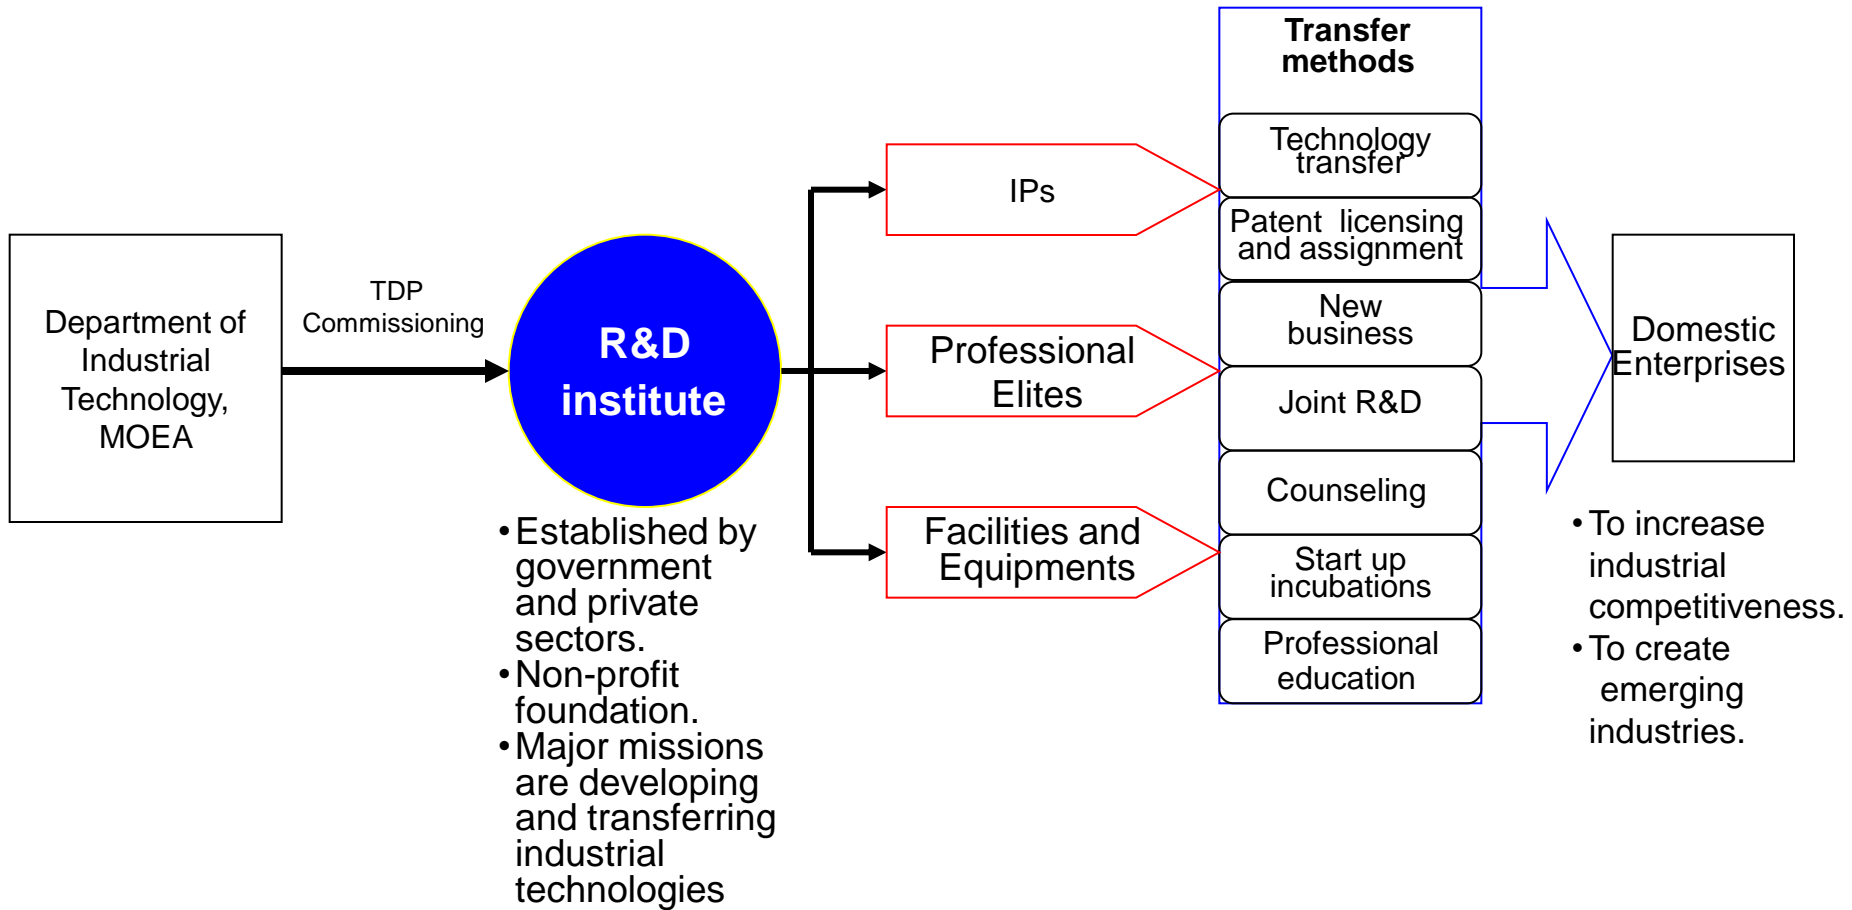 Department of
Industrial
Technology,
MOEA
TDP
Commissioning
R&D
institute
•Established by
government
and private
sectors.
•Non-profit
foundation.
•Major missions
are developing
and transferring
industrial
technologies
IPs
Professional
Elites
Facilities and
Equipments
Transfer
methods
Technology
transfer
Patent licensing
and assignment
New
business
Joint R&D
Counseling
Start up
incubations
Professional
education
Domestic
Enterprises
•To increase
industrial
competitiveness.
•To create
emerging
industries.